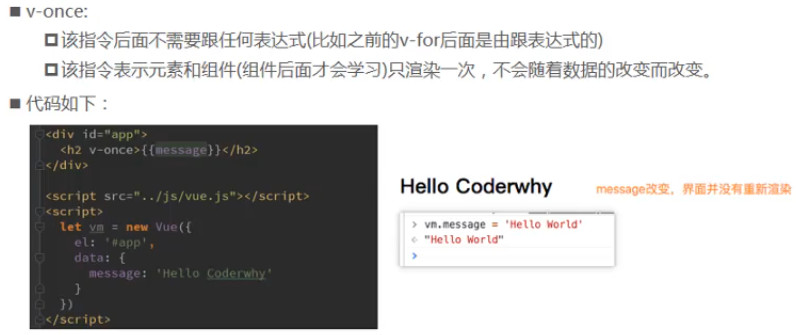 v-once:
该指令后面不需要跟任何表达式(比如之前的v-for后面是由跟表达式的)
该指令表示元素和组件(组件后面才会学习)只渲染一次，不会随着数据的改变而改变。
代码如下：
<div id="app">
<h2 v-once>{{message}}</h2>
</div>
<script src="../js/vue.js"></script>
<script>
let vm = new Vue({
el: '#app',
data: {
message: 'Hello Coderwhy'
}
})
</script>
Hello Coderwhy
message改变，界面并没有重新渲染
> vm.message = 'Hello World'
"Hello World"
>